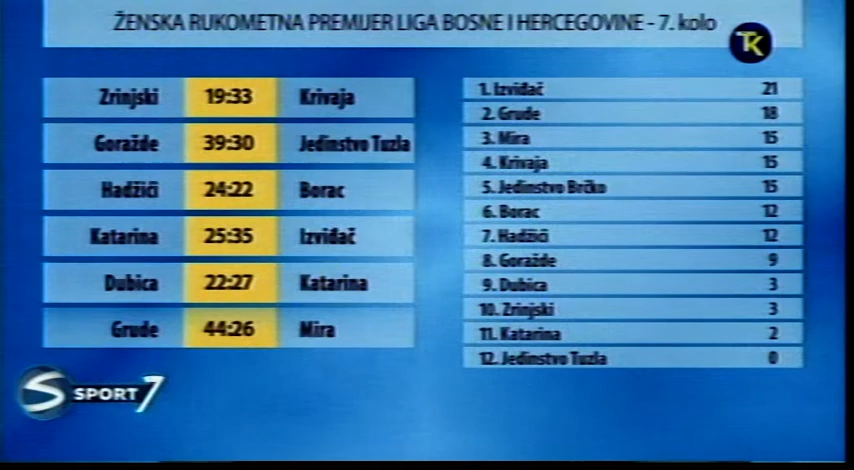 ŽENSKA RUKOMETNA PREMIJER LIGA BOSNE I HERCEGOVINE - 7. kolo
TK
Zrinjski 19:33 Krivaja
Goražde 39:30 Jedinstvo Tuzla
Hadžići 24:22 Borac
Katarina 25:35 Izviđač
Dubica 22:27 Katarina
Grude 44:26 Mira
1. Izviđač 21
2. Grude 18
3. Mira 15
4. Krivaja 15
5. Jedinstvo Brčko 15
6. Borac 12
7. Hadžići 12
8. Goražde 9
9. Dubica 3
10. Zrinjski 3
11. Katarina 2
12. Jedinstvo Tuzla 0
S SPORT 7